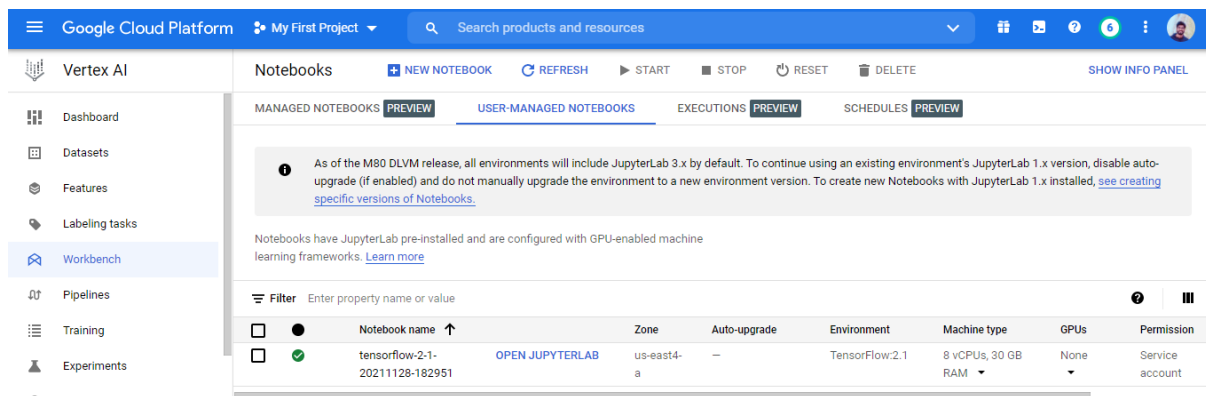 Google Cloud Platform My First Project Search products and resources 6
Vertex AI
Notebooks NEW NOTEBOOK REFRESH START STOP RESET DELETE SHOW INFO PANEL
MANAGED NOTEBOOKS PREVIEW USER-MANAGED NOTEBOOKS EXECUTIONS PREVIEW SCHEDULES PREVIEW
Dashboard
Datasets
Features
Labeling tasks
Workbench
Pipelines
Training
Experiments
As of the M80 DLVM release, all environments will include JupyterLab 3.x by default. To continue using an existing environment's JupyterLab 1.x version, disable auto-
upgrade (if enabled) and do not manually upgrade the environment to a new environment version. To create new Notebooks with JupyterLab 1.x installed, see creating
specific versions of Notebooks.
Notebooks have JupyterLab pre-installed and are configured with GPU-enabled machine
learning frameworks. Learn more
Filter Enter property name or value
Notebook name Zone Auto-upgrade Environment Machine type GPUs Permission
tensorflow-2-1- OPEN JUPYTERLAB us-east4- — TensorFlow:2.1 8 vCPUs, 30 GB None Service
20211128-182951 a RAM account